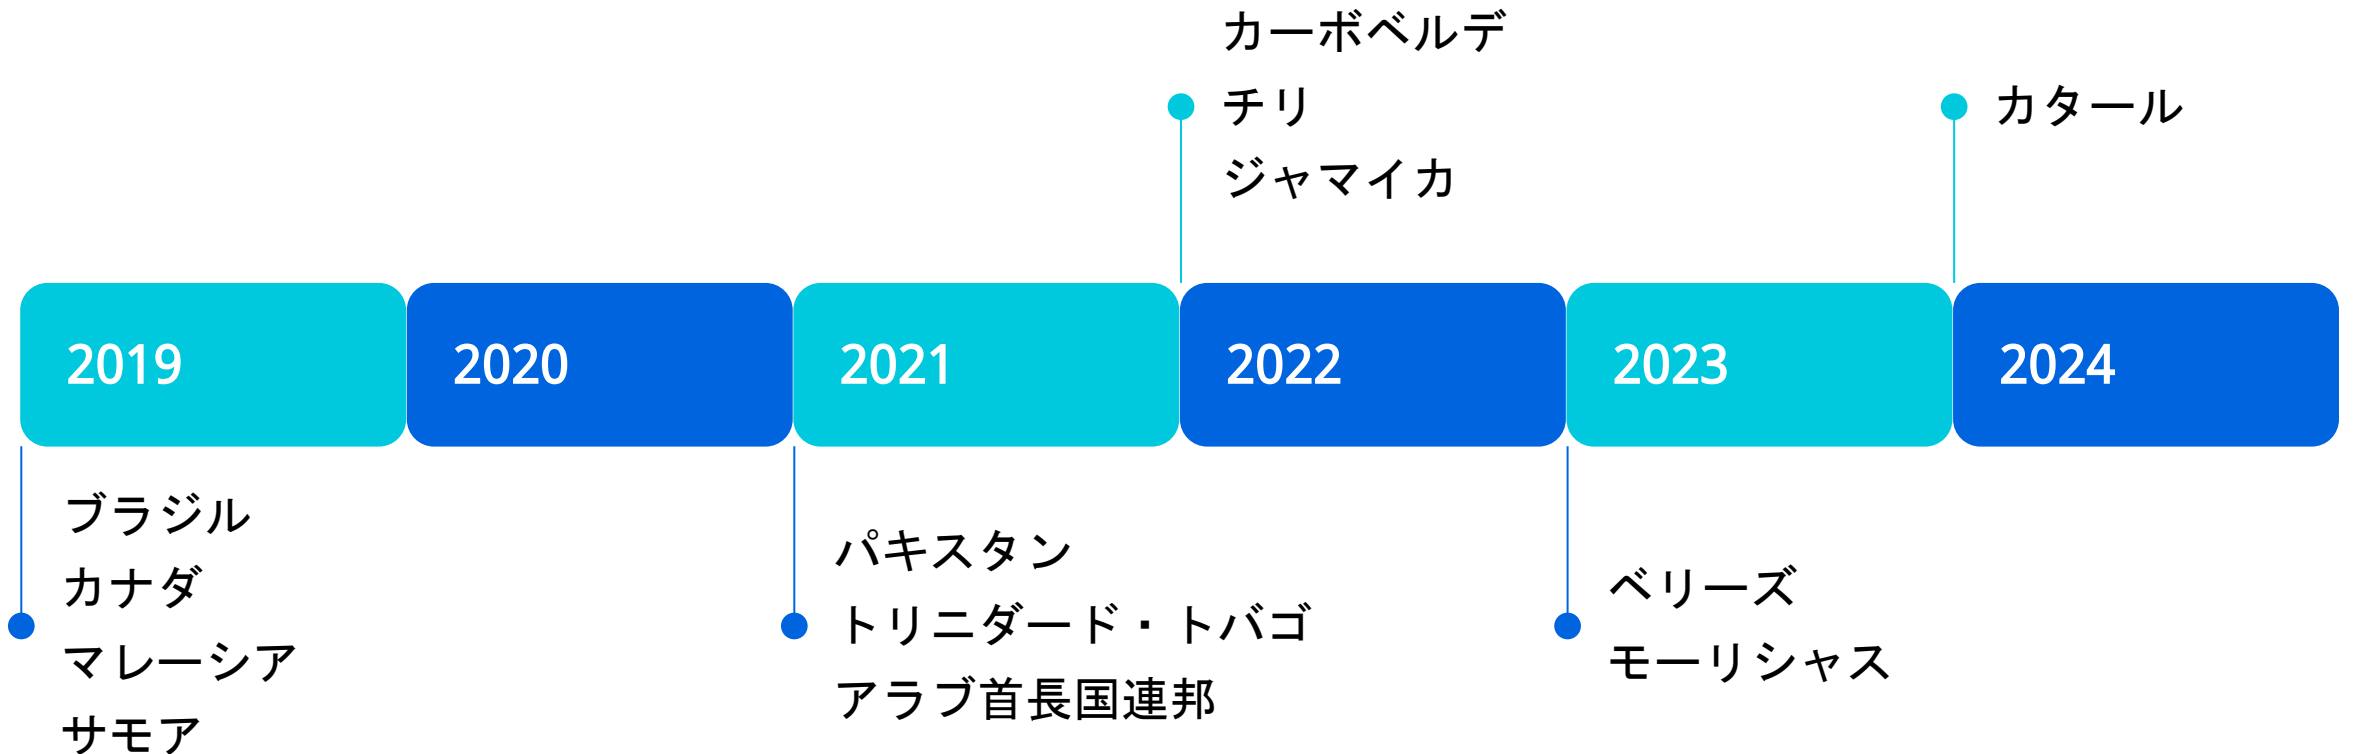 カーボベルデ
チリ
ジャマイカ
カタール
2019
2020
2021
2022
2023
2024
ブラジル
カナダ
マレーシア
サモア
パキスタン
トリニダード・トバゴ
アラブ首長国連邦
ベリーズ
モーリシャス